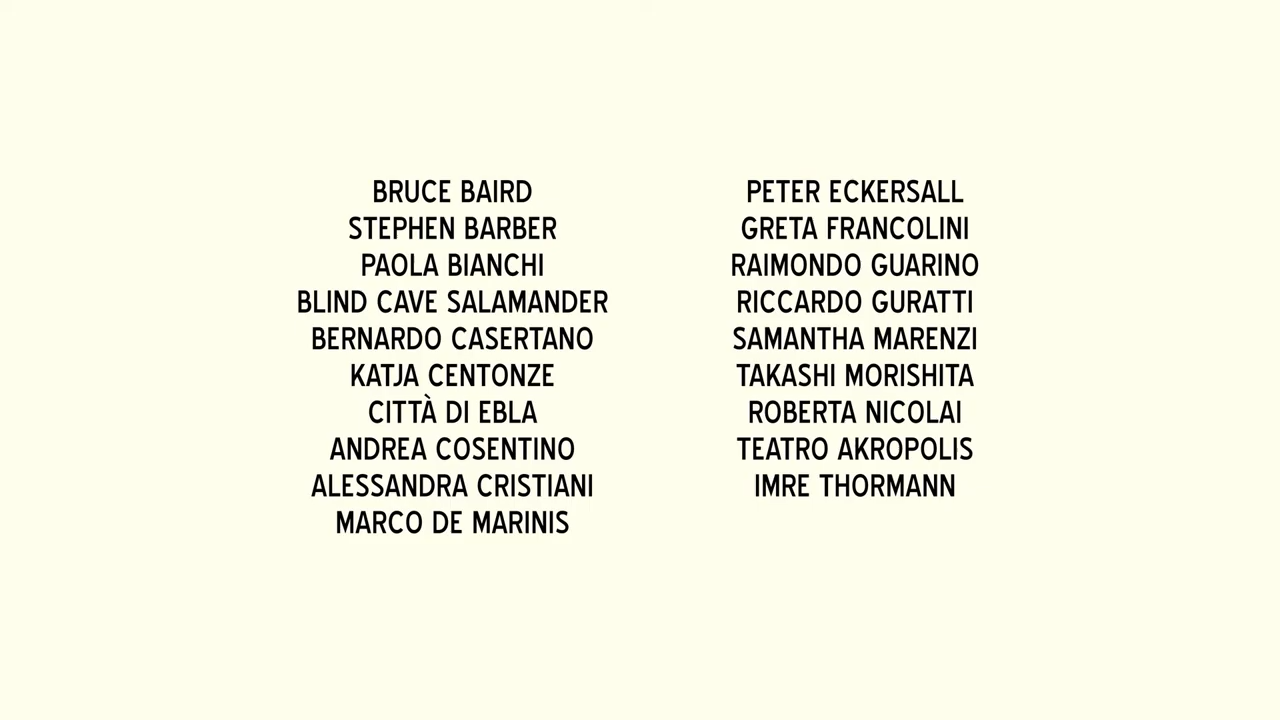 BRUCE BAIRD
STEPHEN BARBER
PAOLA BIANCHI
BLIND CAVE SALAMANDER
BERNARDO CASERTANO
KATJA CENTONZE
CITTÀ DI EBLA
ANDREA COSENTINO
ALESSANDRA CRISTIANI
MARCO DE MARINIS
PETER ECKERSALL
GRETA FRANCOLINI
RAIMONDO GUARINO
RICCARDO GURATTI
SAMANTHA MARENZI
TAKASHI MORISHITA
ROBERTA NICOLAI
TEATRO AKROPOLIS
IMRE THORMANN